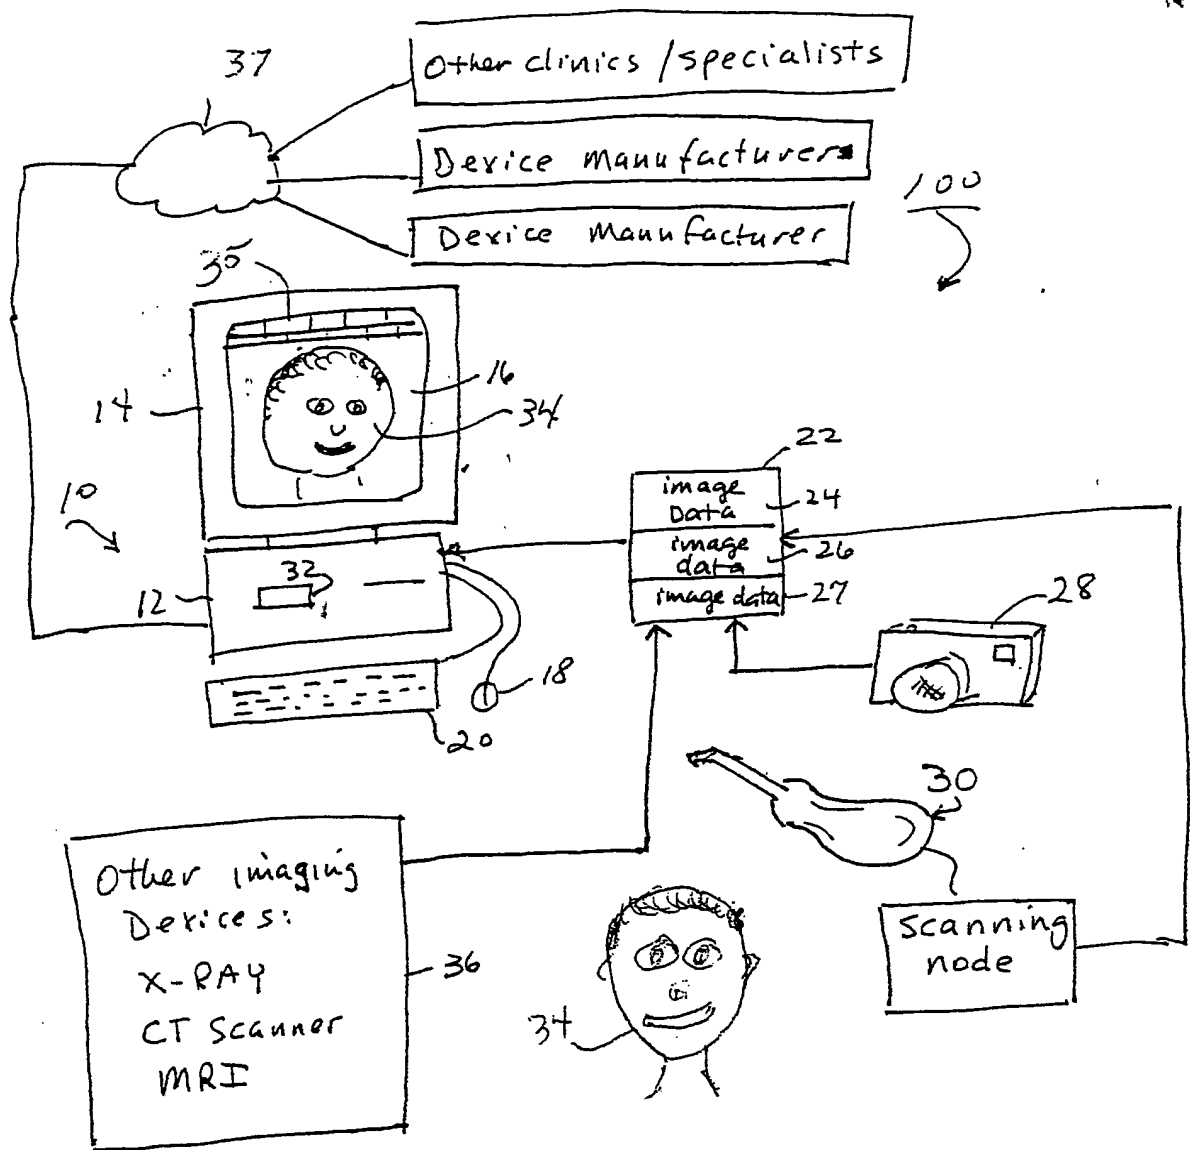 37
Other clinics / specialists
Device manufacturers
Device Manufacturer
100
35
14
16
34
10
12
32
18
20
22
image
Data
24
image
data
26
image data
27
28
30
Other imaging
Devices:
X-RAY
CT Scanner
MRI
36
34
Scanning
node